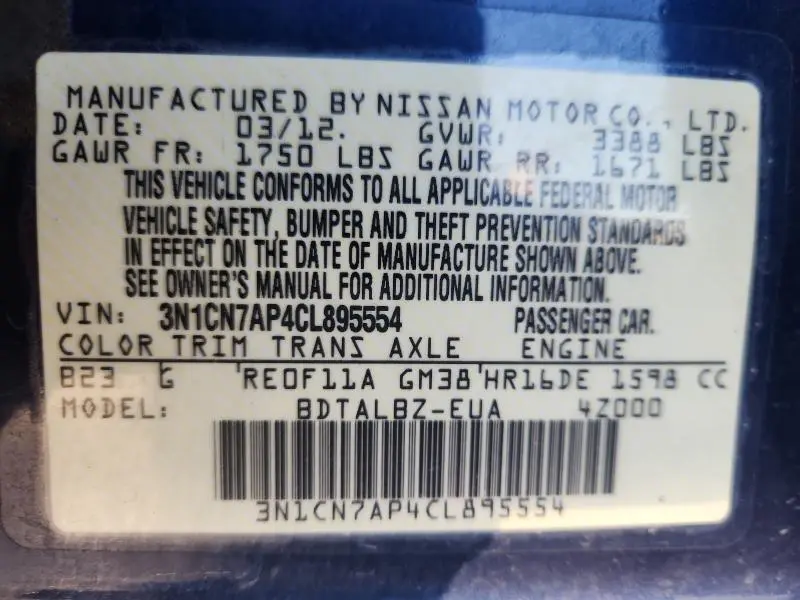 MANUFACTURED BY NISSAN MOTOR CO., LTD.
DATE: 03/12. GVWR: 3388 LBS
GAWR FR: 1750 LBS GAWR RR: 1671 LBS
THIS VEHICLE CONFORMS TO ALL APPLICABLE FEDERAL MOTOR
VEHICLE SAFETY, BUMPER AND THEFT PREVENTION STANDARDS
IN EFFECT ON THE DATE OF MANUFACTURE SHOWN ABOVE.
SEE OWNER'S MANUAL FOR ADDITIONAL INFORMATION.
VIN: 3N1CN7AP4CL895554 PASSENGER CAR.
COLOR TRIM TRANS AXLE ENGINE
B23 G RE0F11A GM38 HR16DE 1598 CC
MODEL: BDTALBZ-EUA 4Z000
3N1CN7AP4CL895554